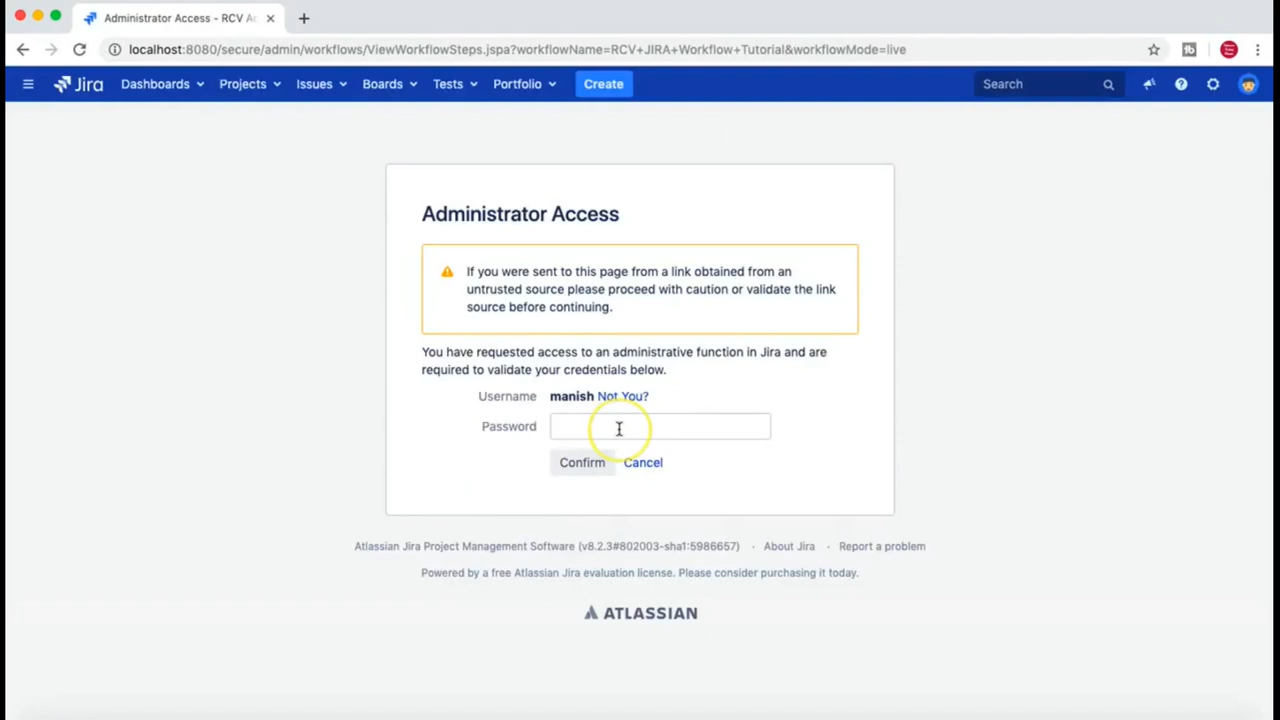 Administrator Access - RCV Ac
localhost:8080/secure/admin/workflows/ViewWorkflowSteps.jspa?workflowName=RCV+JIRA+Workflow+Tutorial&workflowMode=live
Jira Dashboards Projects Issues Boards Tests Portfolio Create Search
Administrator Access
If you were sent to this page from a link obtained from an
untrusted source please proceed with caution or validate the link
source before continuing.
You have requested access to an administrative function in Jira and are
required to validate your credentials below.
Username manish Not You?
Password
Confirm Cancel
Atlassian Jira Project Management Software (v8.2.3#802003-sha1:5986657) · About Jira · Report a problem
Powered by a free Atlassian Jira evaluation license. Please consider purchasing it today.
ATLASSIAN